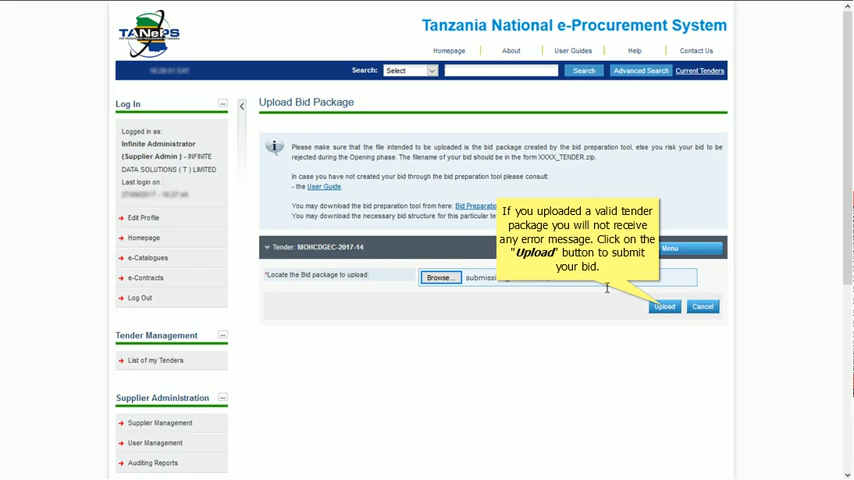 TANePS
Tanzania National e-Procurement System
Homepage About User Guides Help Contact Us
Search: Select Search Advanced Search Current Tenders
Log In
Logged in as:
Infinite Administrator
(Supplier Admin ) - INFINITE
DATA SOLUTIONS ( T ) LIMITED
Last login on :
Edit Profile
Homepage
e-Catalogues
e-Contracts
Log Out
Tender Management
List of my Tenders
Supplier Administration
Supplier Management
User Management
Auditing Reports
Upload Bid Package
Please make sure that the file intended to be uploaded is the bid package created by the bid preparation tool, else you risk your bid to be
rejected during the Opening phase. The filename of your bid should be in the form XXXX_TENDER.zip.
In case you have not created your bid through the bid preparation tool please consult:
- the User Guide.
You may download the bid preparation tool from here: Bid Preparation
You may download the necessary bid structure for this particular
Tender: MOHCDGEC-2017-14
Menu
*Locate the Bid package to upload:
Browse...
Upload Cancel
If you uploaded a valid tender
package you will not receive
any error message. Click on the
"Upload" button to submit
your bid.